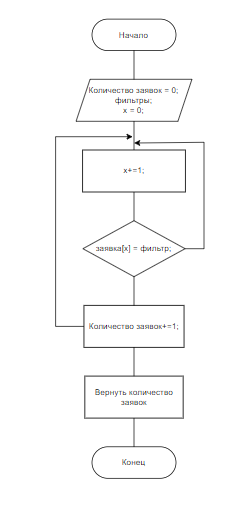 Начало
Количество заявок = 0;
фильтры;
x = 0;
x+=1;
заявка[x] = фильтр;
Количество заявок+=1;
Вернуть количество
заявок
Конец